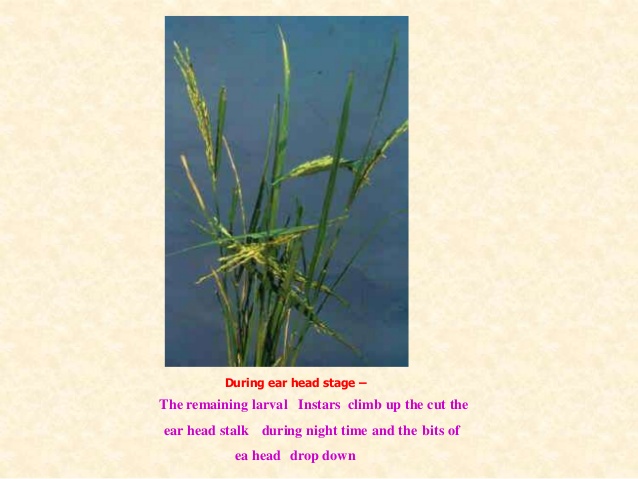 During ear head stage –
The remaining larval Instars climb up the cut the
ear head stalk during night time and the bits of
ea head drop down